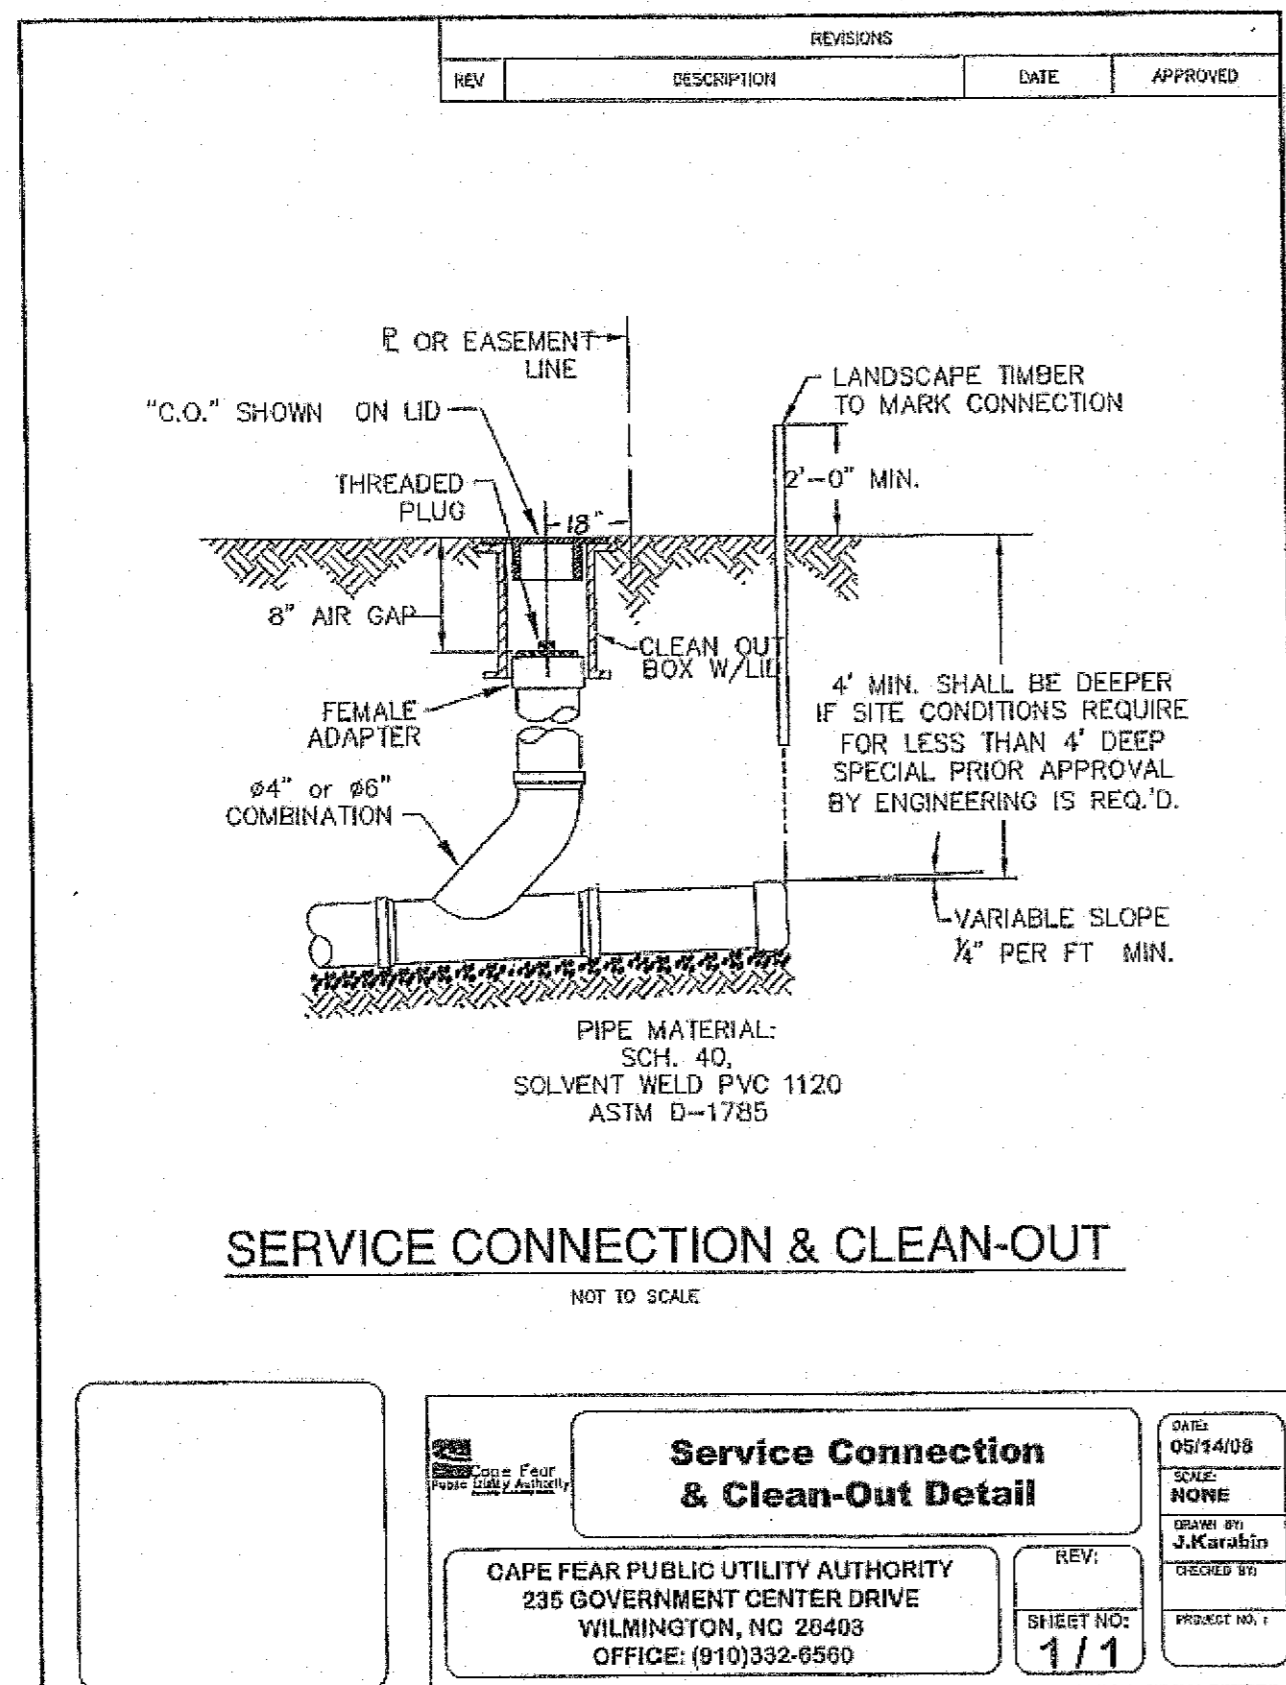 REVISIONS
REV
DESCRIPTION
DATE
APPROVED
℄ OR EASEMENT
LINE
"C.O." SHOWN ON LID
LANDSCAPE TIMBER
TO MARK CONNECTION
THREADED
PLUG
2'-0" MIN.
18"
8" AIR GAP
CLEAN OUT
BOX W/LID
FEMALE
ADAPTER
4' MIN. SHALL BE DEEPER
IF SITE CONDITIONS REQUIRE
FOR LESS THAN 4' DEEP
SPECIAL PRIOR APPROVAL
BY ENGINEERING IS REQ.'D.
ø4" or ø6"
COMBINATION
VARIABLE SLOPE
¼" PER FT MIN.
PIPE MATERIAL:
SCH. 40,
SOLVENT WELD PVC 1120
ASTM D-1785
SERVICE CONNECTION & CLEAN-OUT
NOT TO SCALE
Cape Fear
Public Utility Authority
Service Connection
& Clean-Out Detail
DATE:
05/14/08
SCALE:
NONE
DRAWN BY:
J.Karabin
CHECKED BY:
PROJECT NO. :
CAPE FEAR PUBLIC UTILITY AUTHORITY
235 GOVERNMENT CENTER DRIVE
WILMINGTON, NC 28403
OFFICE: (910)332-6560
REV:
SHEET NO:
1 / 1